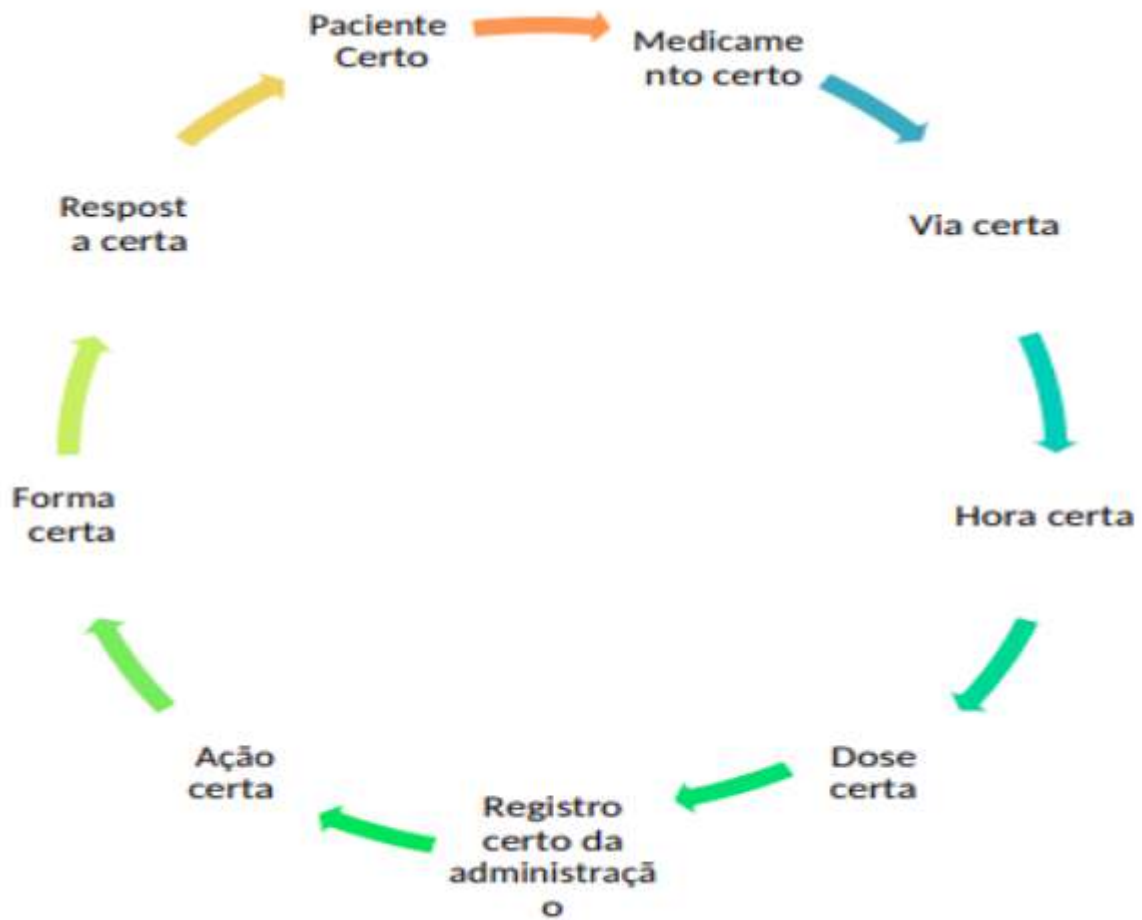 Paciente
Certo
Medicame
nto certo
Via certa
Hora certa
Dose
certa
Registro
certo da
administraçã
o
Ação
certa
Forma
certa
Respost
a certa